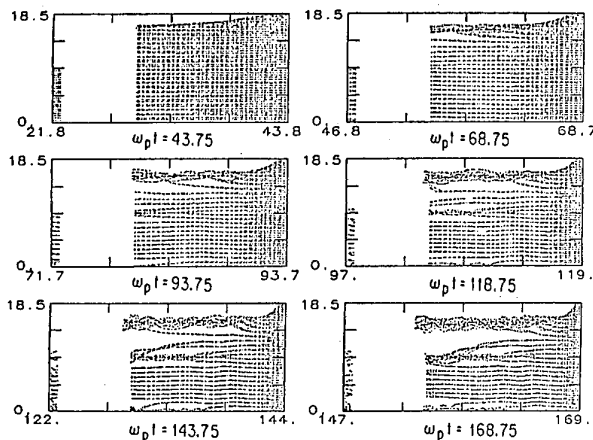 18.5 18.5
0 0
21.8 43.8 46.8 68.7
ωpt = 43.75 ωpt = 68.75
18.5 18.5
0 0
71.7 93.7 97. 119.
ωpt = 93.75 ωpt = 118.75
18.5 18.5
0 0
122. 144. 147. 169.
ωpt = 143.75 ωpt = 168.75